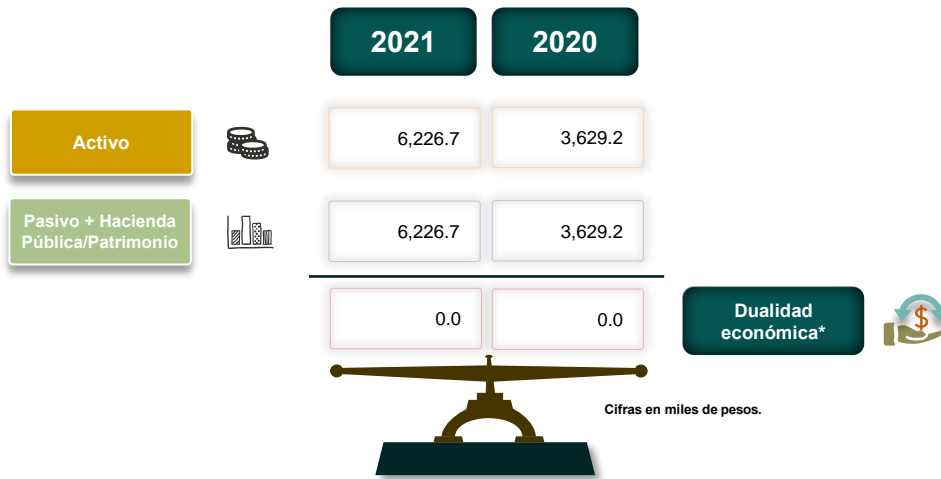 2021 2020
Activo 6,226.7 3,629.2
Pasivo + Hacienda
Pública/Patrimonio 6,226.7 3,629.2
0.0 0.0
Dualidad
económica*
$
Cifras en miles de pesos.